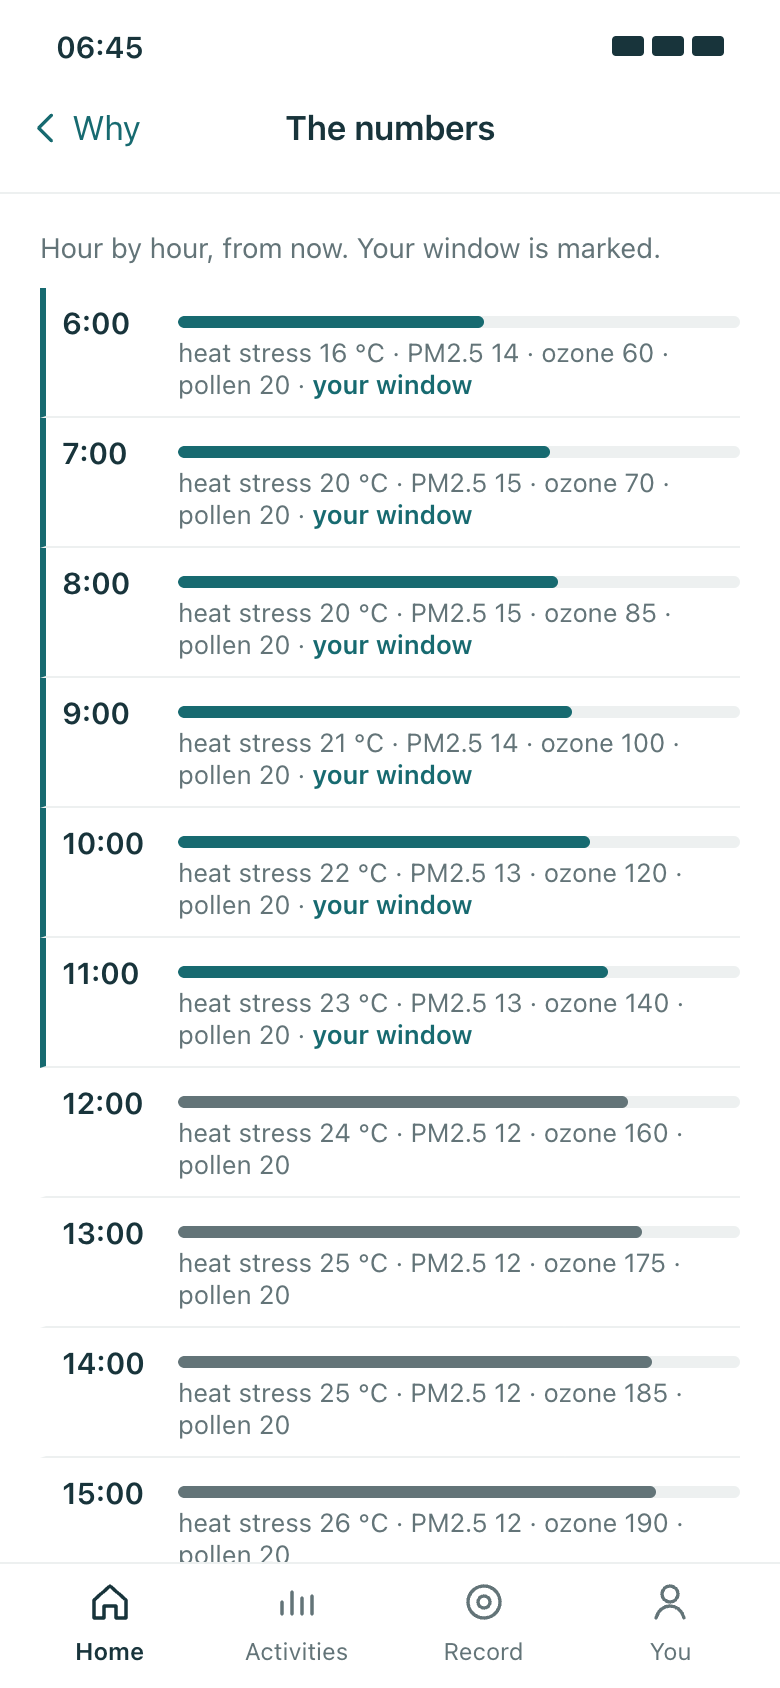 06:45
Why
The numbers
Hour by hour, from now. Your window is marked.
6:00
heat stress 16 °C · PM2.5 14 · ozone 60 ·
pollen 20 · your window
7:00
heat stress 20 °C · PM2.5 15 · ozone 70 ·
pollen 20 · your window
8:00
heat stress 20 °C · PM2.5 15 · ozone 85 ·
pollen 20 · your window
9:00
heat stress 21 °C · PM2.5 14 · ozone 100 ·
pollen 20 · your window
10:00
heat stress 22 °C · PM2.5 13 · ozone 120 ·
pollen 20 · your window
11:00
heat stress 23 °C · PM2.5 13 · ozone 140 ·
pollen 20 · your window
12:00
heat stress 24 °C · PM2.5 12 · ozone 160 ·
pollen 20
13:00
heat stress 25 °C · PM2.5 12 · ozone 175 ·
pollen 20
14:00
heat stress 25 °C · PM2.5 12 · ozone 185 ·
pollen 20
15:00
heat stress 26 °C · PM2.5 12 · ozone 190 ·
pollen 20
Home
Activities
Record
You